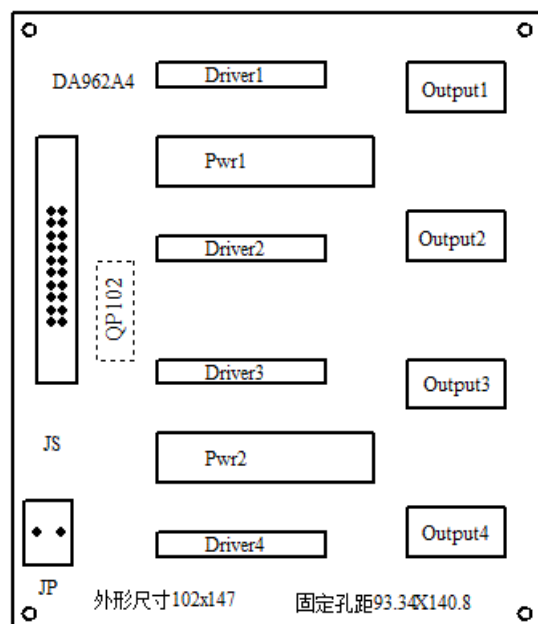 DA962A4
Driver1
Output1
Pwr1
Driver2
Output2
QP102
Driver3
Output3
JS
Pwr2
Driver4
Output4
JP
外形尺寸102x147
固定孔距93.34X140.8